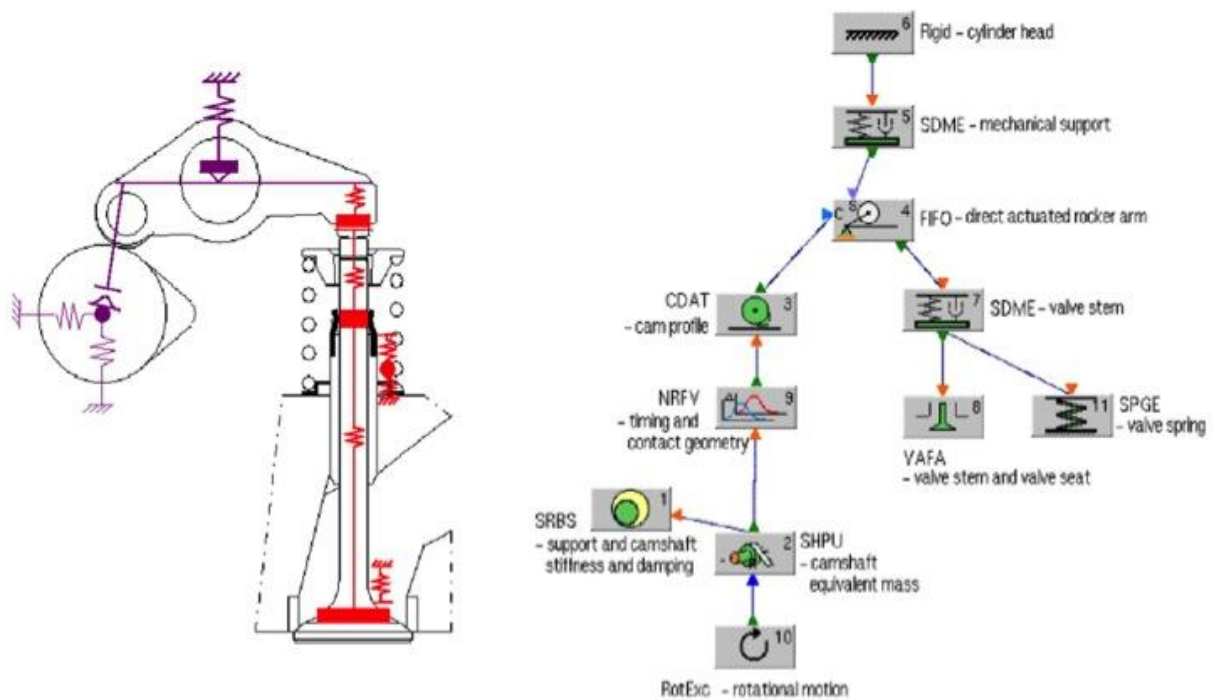 6
Rigid – cylinder head
5
SDME – mechanical support
C
S
4
FIFO – direct actuated rocker arm
CDAT
– cam profile
3
7
SDME – valve stem
NRFV
– timing and
contact geometry
9
8
VAFA
– valve stem and valve seat
11
SPGE
– valve spring
1
SRBS
– support and camshaft
stiffness and damping
2
SHPU
– camshaft
equivalent mass
10
RotExc – rotational motion